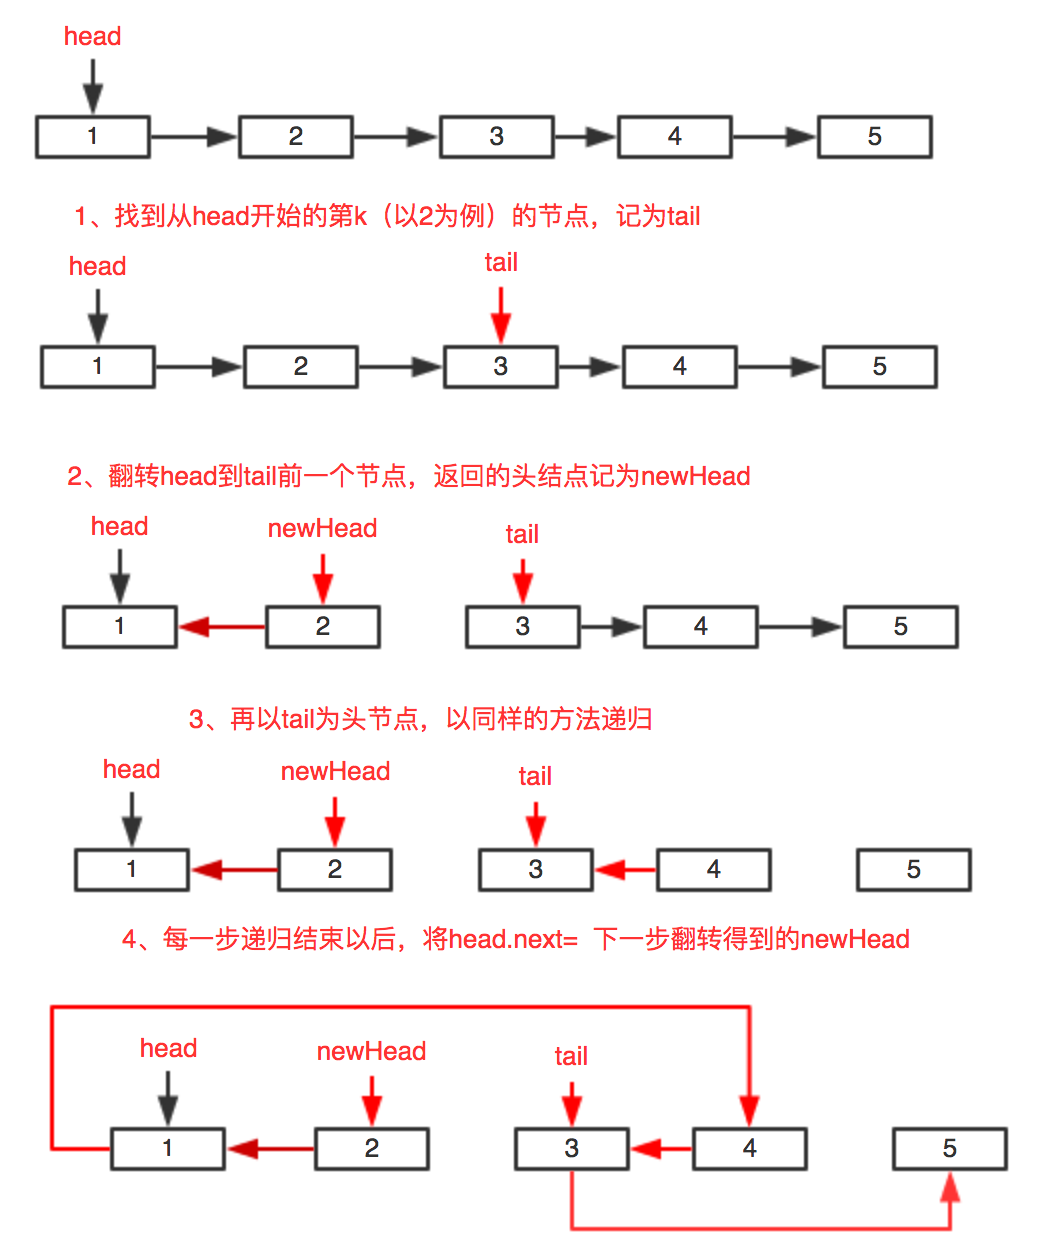 head
1 2 3 4 5
1、找到从head开始的第k（以2为例）的节点，记为tail
head tail
1 2 3 4 5
2、翻转head到tail前一个节点，返回的头结点记为newHead
head newHead tail
1 2 3 4 5
3、再以tail为头节点，以同样的方法递归
head newHead tail
1 2 3 4 5
4、每一步递归结束以后，将head.next= 下一步翻转得到的newHead
head newHead tail
1 2 3 4 5